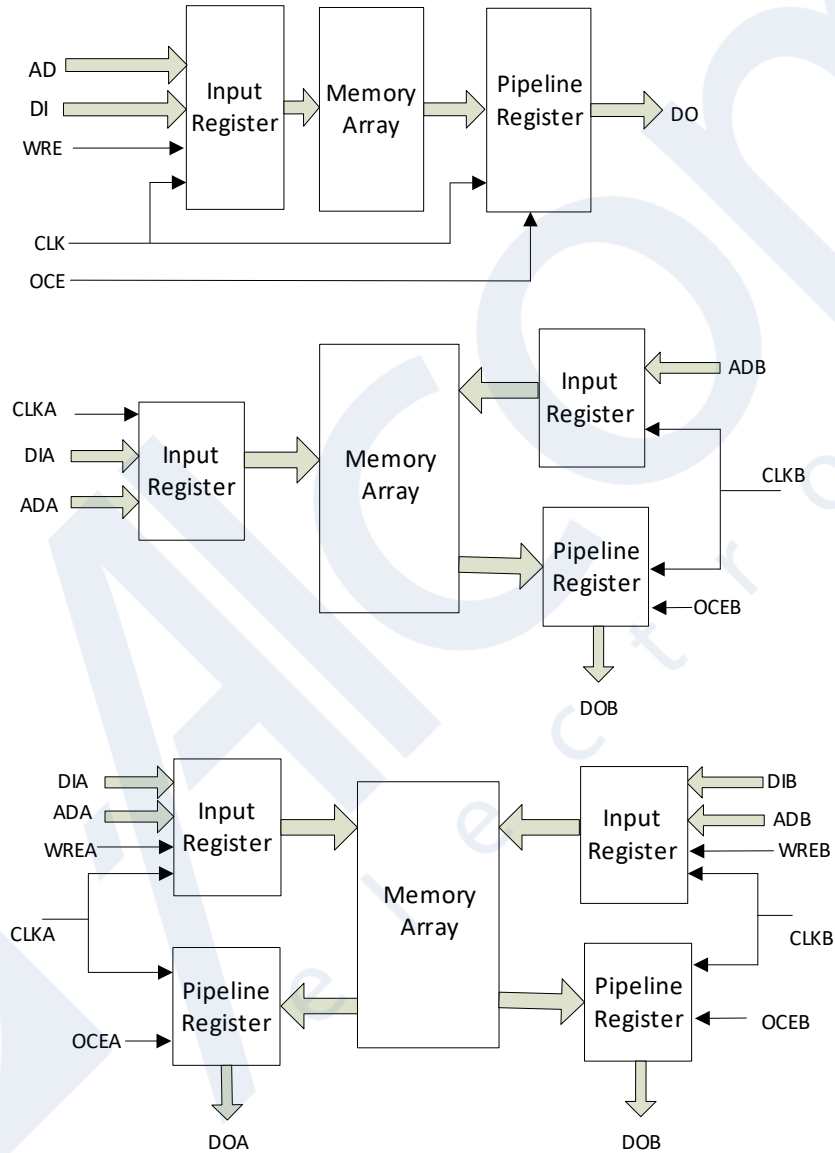 AD
DI
WRE
CLK
OCE
Input
Register
Memory
Array
Pipeline
Register
DO
CLKA
DIA
ADA
Input
Register
Memory
Array
Input
Register
ADB
CLKB
Pipeline
Register
OCEB
DOB
DIA
ADA
WREA
CLKA
OCEA
Input
Register
Pipeline
Register
DOA
Memory
Array
Input
Register
DIB
ADB
WREB
CLKB
Pipeline
Register
OCEB
DOB